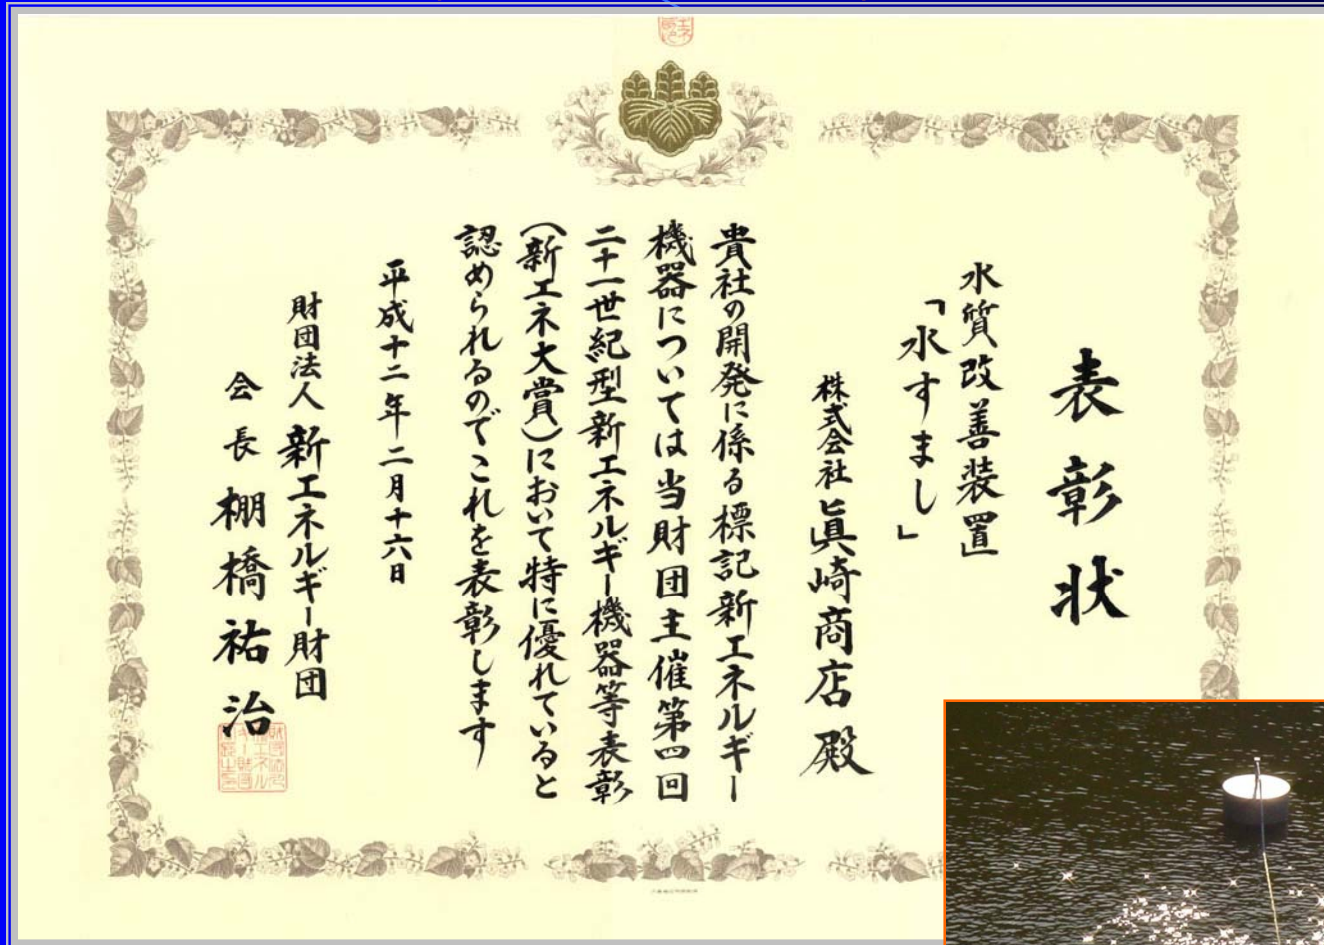 表彰状
水質改善装置
「水すまし」
株式会社眞崎商店殿
貴社の開発に係る標記新エネルギー
機器については当財団主催第四回
二十一世紀型新エネルギー機器等表彰
(新エネ大賞)において特に優れていると
認められるのでこれを表彰します
平成十二年二月十六日
財団法人新エネルギー財団
会長棚橋祐治